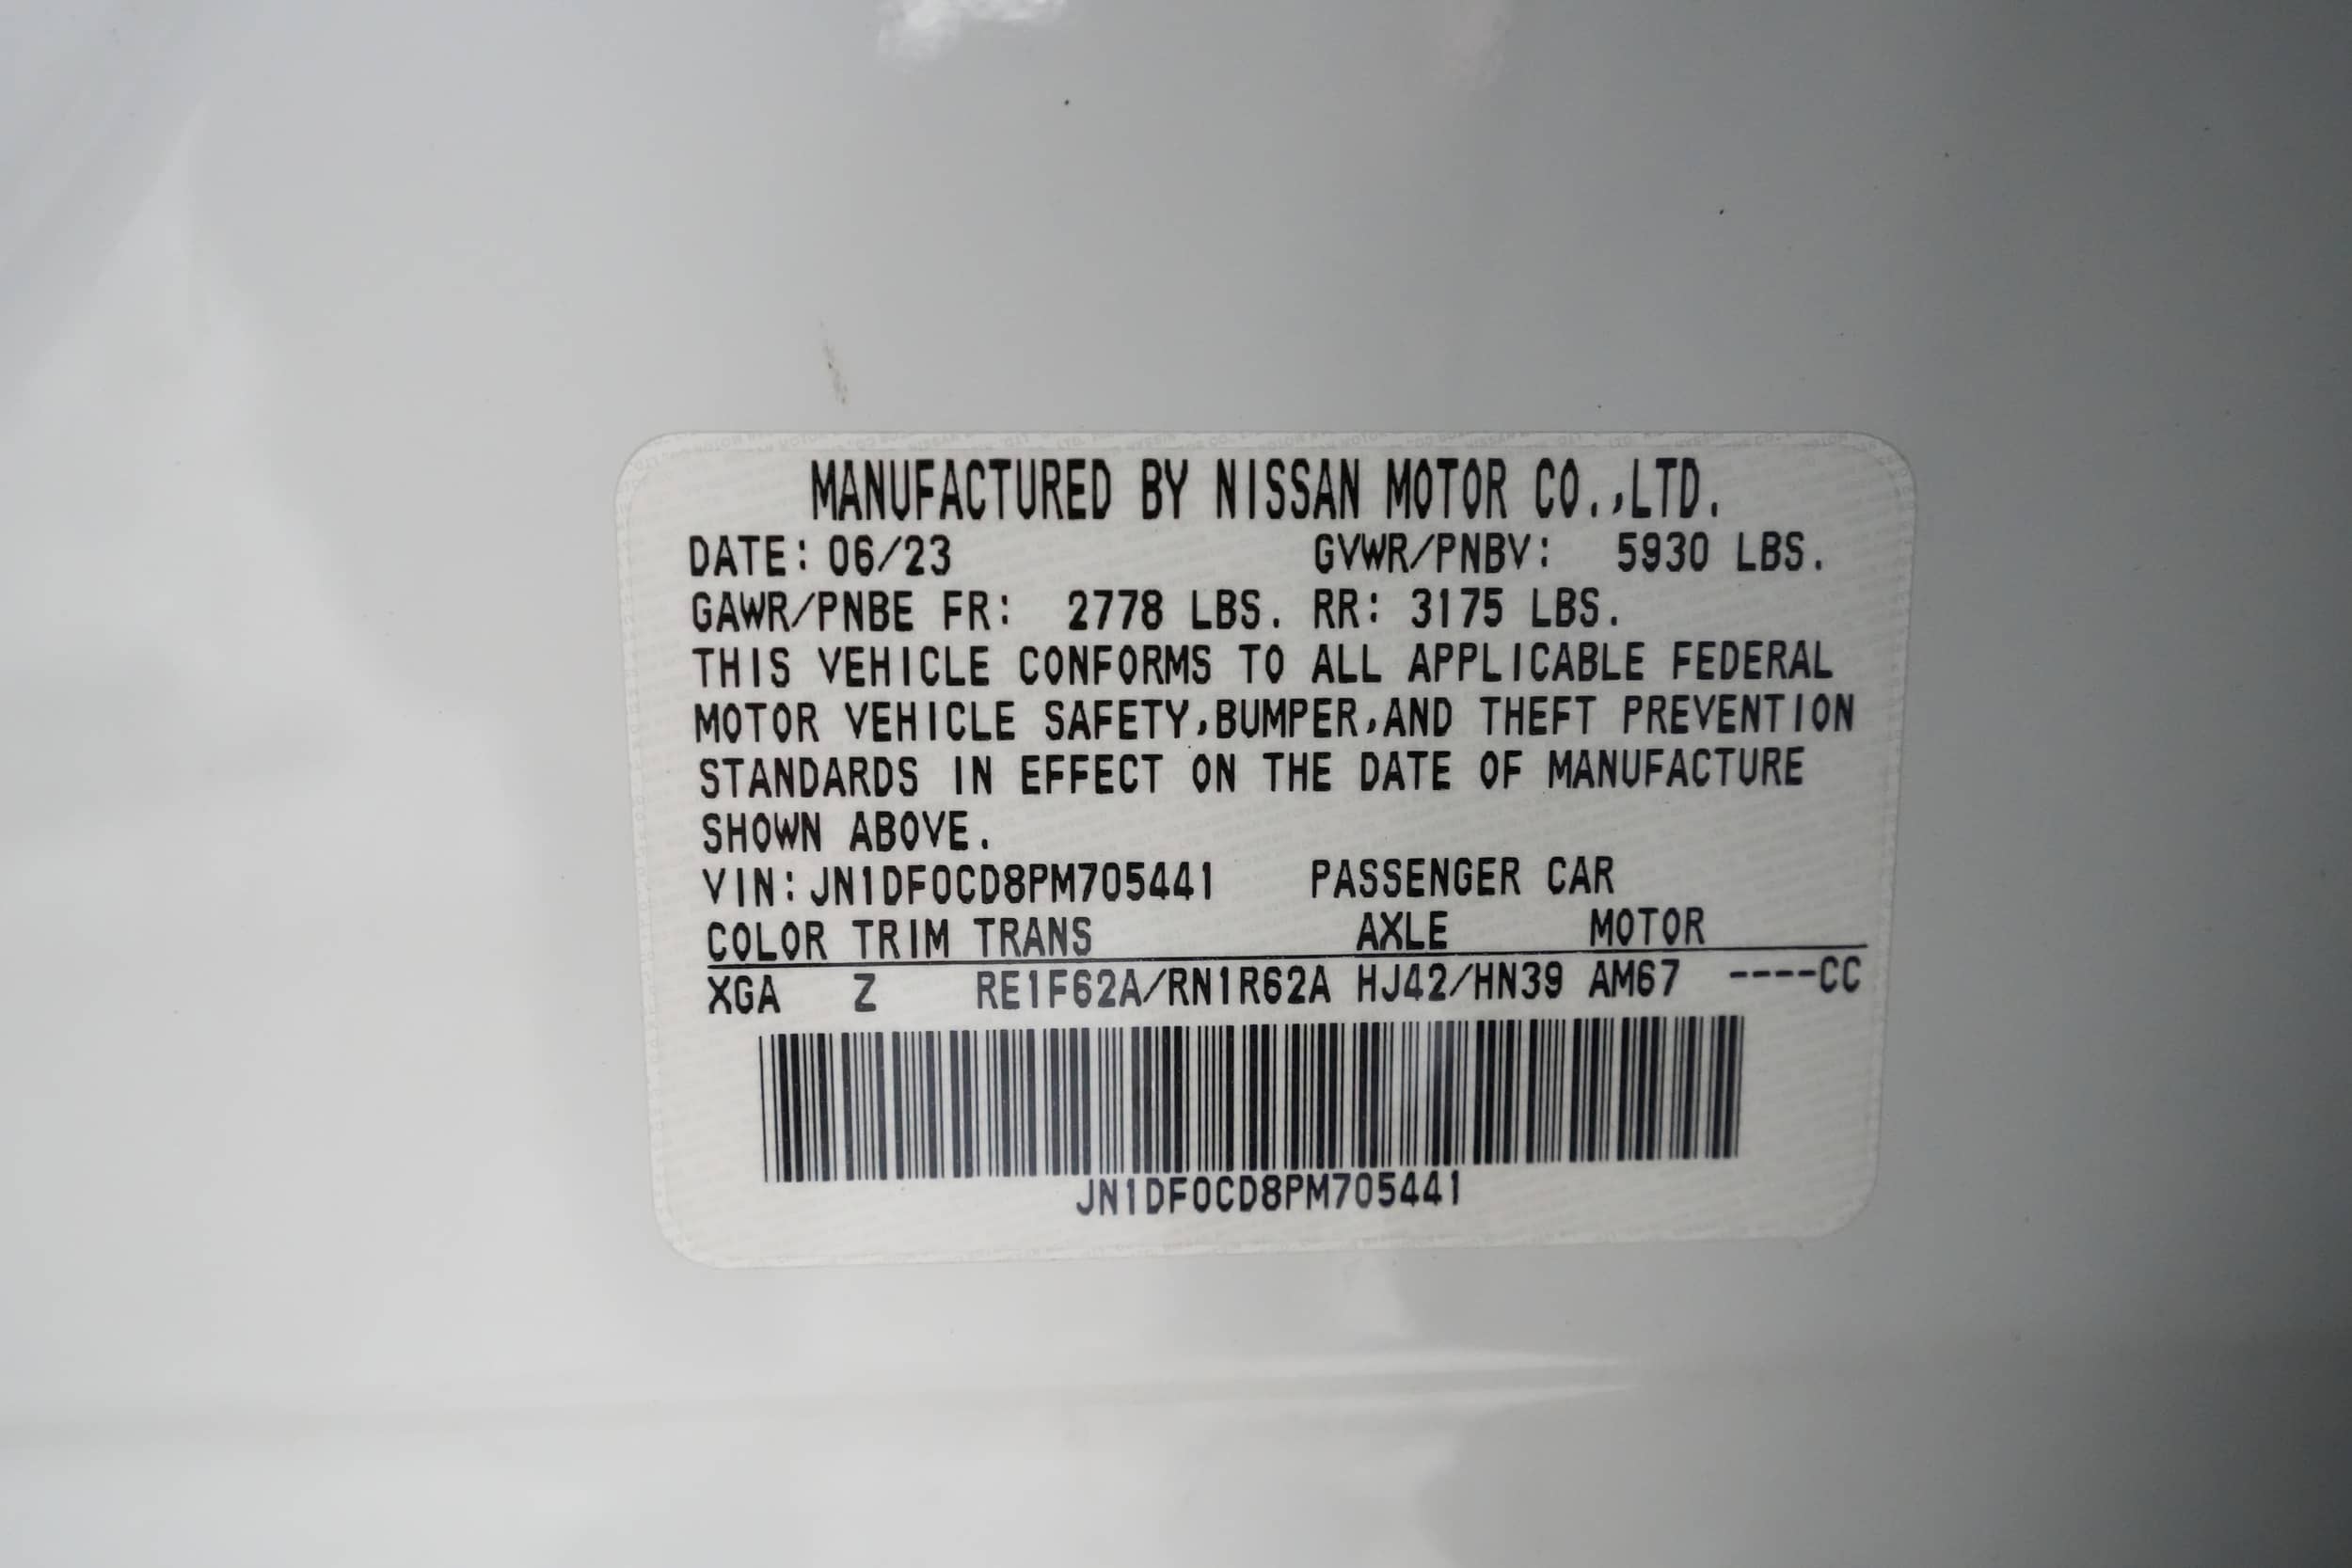 MANUFACTURED BY NISSAN MOTOR CO.,LTD.
DATE: 06/23 GVWR/PNBV: 5930 LBS.
GAWR/PNBE FR: 2778 LBS. RR: 3175 LBS.
THIS VEHICLE CONFORMS TO ALL APPLICABLE FEDERAL
MOTOR VEHICLE SAFETY,BUMPER,AND THEFT PREVENTION
STANDARDS IN EFFECT ON THE DATE OF MANUFACTURE
SHOWN ABOVE.
VIN:JN1DF0CD8PM705441 PASSENGER CAR
COLOR TRIM TRANS AXLE MOTOR
XGA Z RE1F62A/RN1R62A HJ42/HN39 AM67 ----CC
JN1DF0CD8PM705441